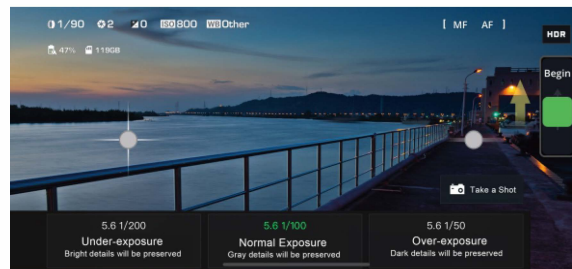 1/90 2 0 ISO 800 WB Other [ MF AF ]
HDR
47% 119GB
Begin
Take a Shot
5.6 1/200
Under-exposure
Bright details will be preserved
5.6 1/100
Normal Exposure
Gray details will be preserved
5.6 1/50
Over-exposure
Dark details will be preserved